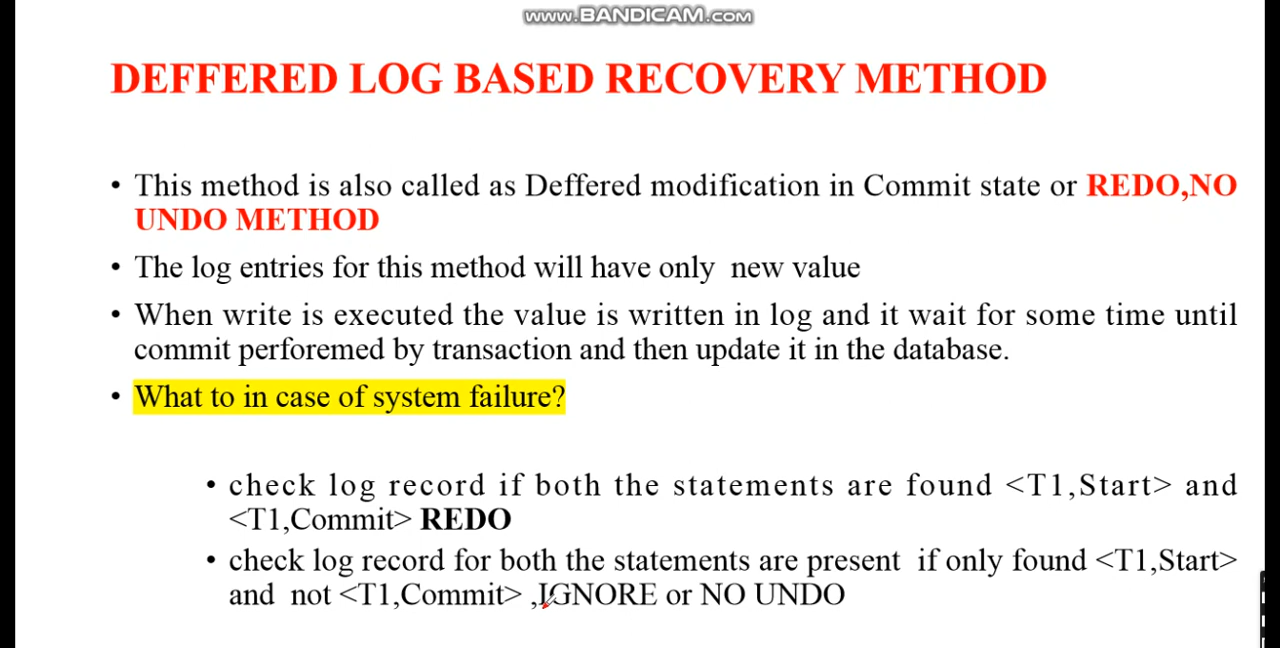 www.BANDICAM.com
DEFFERED LOG BASED RECOVERY METHOD
• This method is also called as Deffered modification in Commit state or REDO,NO
UNDO METHOD
• The log entries for this method will have only new value
• When write is executed the value is written in log and it wait for some time until
commit perforemed by transaction and then update it in the database.
• What to in case of system failure?
• check log record if both the statements are found <T1,Start> and
<T1,Commit> REDO
• check log record for both the statements are present if only found <T1,Start>
and not <T1,Commit> ,IGNORE or NO UNDO